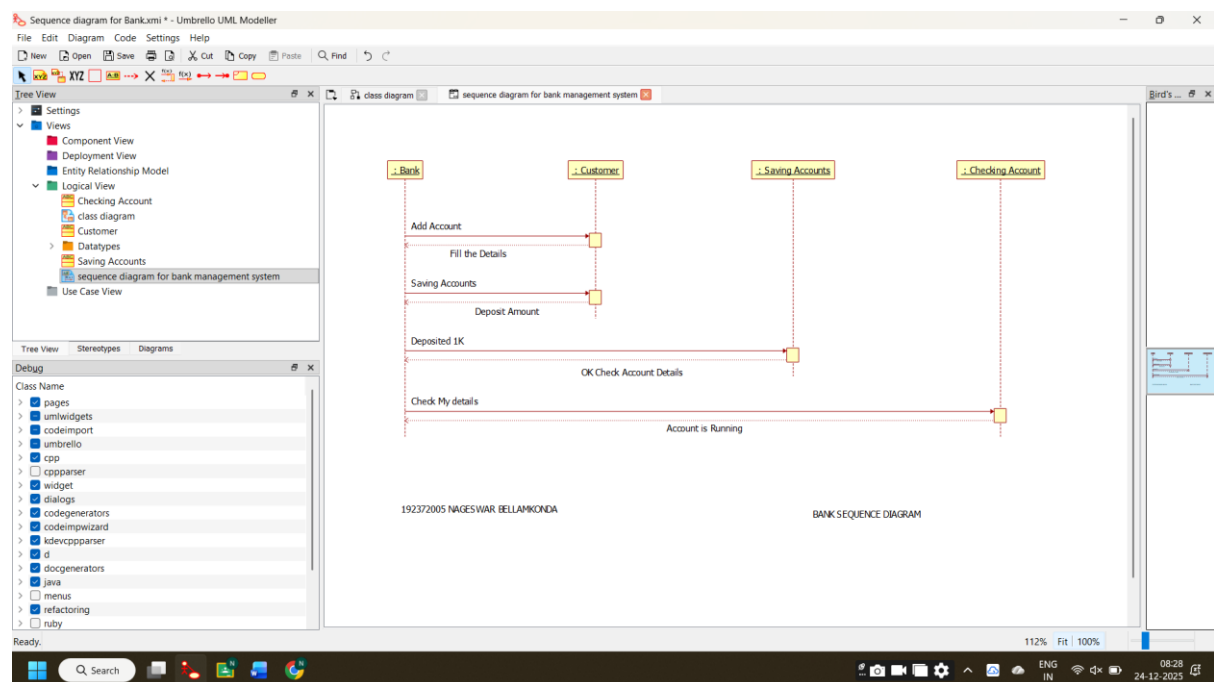 Sequence diagram for Bank.xmi * - Umbrello UML Modeller
File Edit Diagram Code Settings Help
New Open Save Cut Copy Paste Find
XYZ XYZ A:B f(x) f(x)
Tree View
class diagram
sequence diagram for bank management system
Bird's ...
Settings
Views
Component View
Deployment View
Entity Relationship Model
Logical View
ABC Checking Account
class diagram
ABC Customer
Datatypes
ABC Saving Accounts
sequence diagram for bank management system
Use Case View
Tree View Stereotypes Diagrams
Debug
Class Name
pages
umlwidgets
codeimport
umbrello
cpp
cppparser
widget
dialogs
codegenerators
codeimpwizard
kdevcppparser
d
docgenerators
java
menus
refactoring
ruby
: Bank : Customer : Saving Accounts : Checking Account
Add Account
Fill the Details
Saving Accounts
Deposit Amount
Deposited 1K
OK Check Account Details
Check My details
Account is Running
192372005 NAGESWAR BELLAMKONDA
BANK SEQUENCE DIAGRAM
Ready.
112% Fit 100%
Search
ENG
IN
08:28
24-12-2025